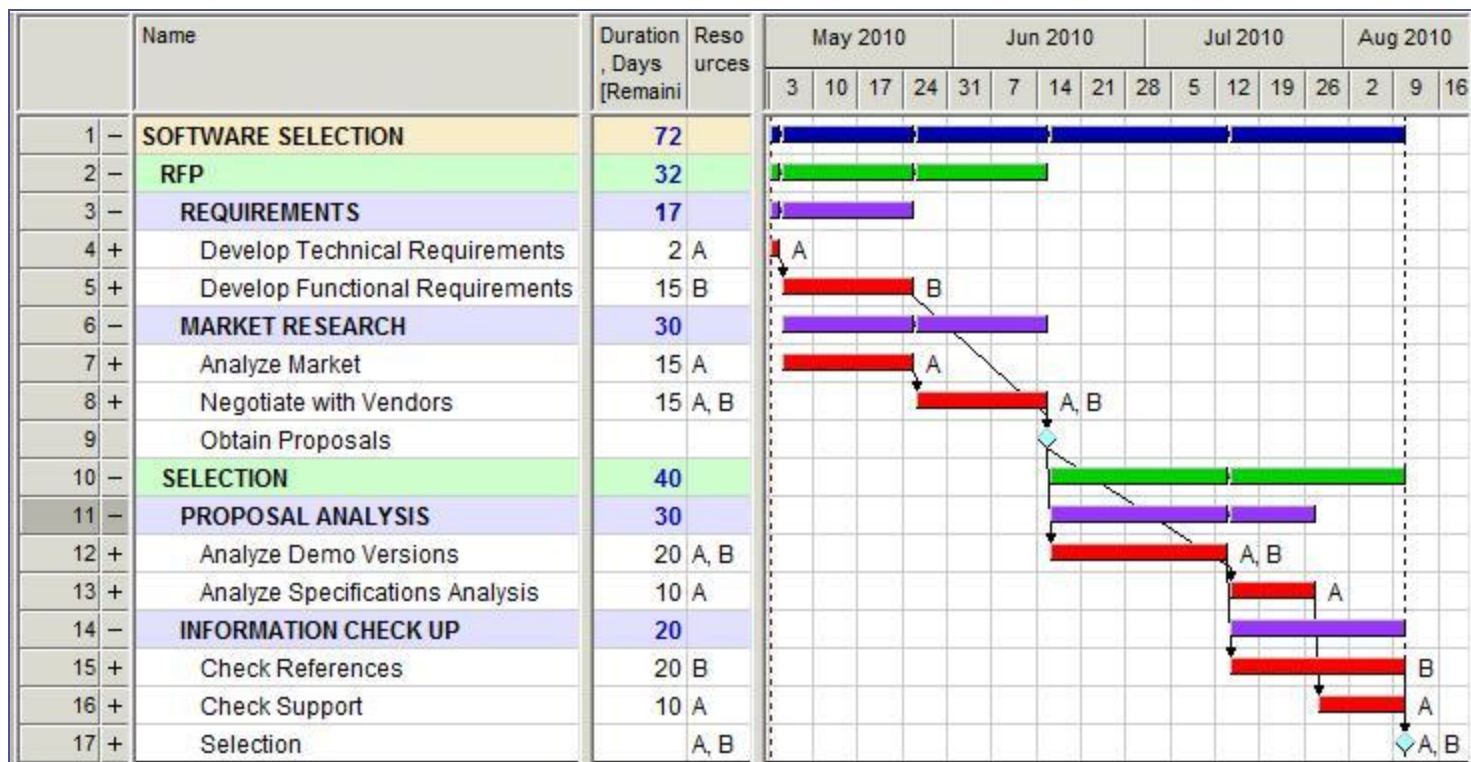 Name Duration Reso May 2010 Jun 2010 Jul 2010 Aug 2010
, Days urces
[Remaini 3 10 17 24 31 7 14 21 28 5 12 19 26 2 9 16
1 − SOFTWARE SELECTION 72
2 − RFP 32
3 − REQUIREMENTS 17
4 + Develop Technical Requirements 2 A A
5 + Develop Functional Requirements 15 B B
6 − MARKET RESEARCH 30
7 + Analyze Market 15 A A
8 + Negotiate with Vendors 15 A, B A, B
9 Obtain Proposals
10 − SELECTION 40
11 − PROPOSAL ANALYSIS 30
12 + Analyze Demo Versions 20 A, B A, B
13 + Analyze Specifications Analysis 10 A A
14 − INFORMATION CHECK UP 20
15 + Check References 20 B B
16 + Check Support 10 A A
17 + Selection A, B A, B